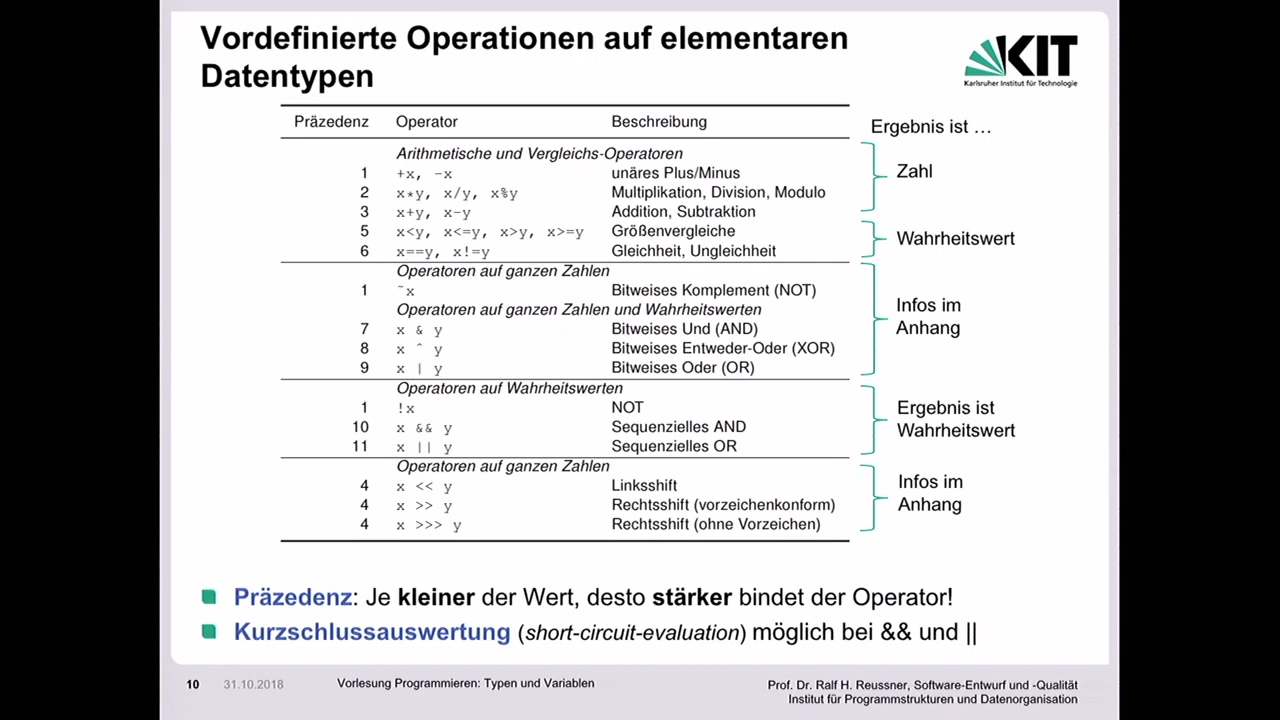 Vordefinierte Operationen auf elementaren
Datentypen
KIT
Karlsruher Institut für Technologie
Präzedenz Operator Beschreibung
Ergebnis ist …
Arithmetische und Vergleichs-Operatoren
1 +x, -x unäres Plus/Minus
Zahl
2 x*y, x/y, x%y Multiplikation, Division, Modulo
3 x+y, x-y Addition, Subtraktion
5 x<y, x<=y, x>y, x>=y Größenvergleiche
Wahrheitswert
6 x==y, x!=y Gleichheit, Ungleichheit
Operatoren auf ganzen Zahlen
1 ~x Bitweises Komplement (NOT)
Operatoren auf ganzen Zahlen und Wahrheitswerten
Infos im
Anhang
7 x & y Bitweises Und (AND)
8 x ^ y Bitweises Entweder-Oder (XOR)
9 x | y Bitweises Oder (OR)
Operatoren auf Wahrheitswerten
1 !x NOT
Ergebnis ist
Wahrheitswert
10 x && y Sequenzielles AND
11 x || y Sequenzielles OR
Operatoren auf ganzen Zahlen
4 x << y Linksshift
Infos im
Anhang
4 x >> y Rechtsshift (vorzeichenkonform)
4 x >>> y Rechtsshift (ohne Vorzeichen)
Präzedenz: Je kleiner der Wert, desto stärker bindet der Operator!
Kurzschlussauswertung (short-circuit-evaluation) möglich bei && und ||
10 31.10.2018 Vorlesung Programmieren: Typen und Variablen
Prof. Dr. Ralf H. Reussner, Software-Entwurf und -Qualität
Institut für Programmstrukturen und Datenorganisation